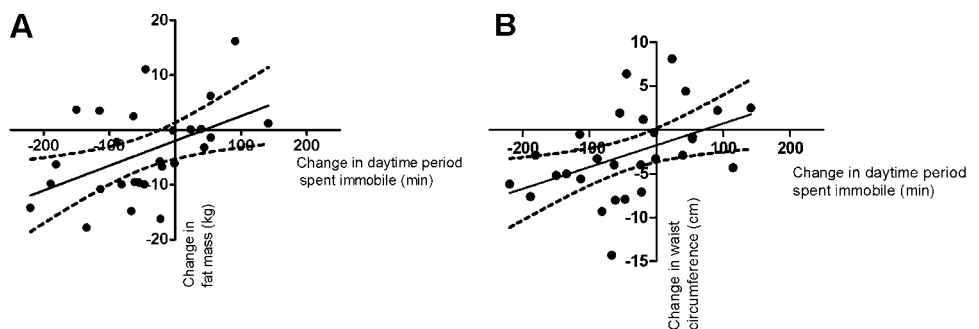 A
20
10
-200
-100
0
100
200
Change in daytime period
spent immobile (min)
-10
-20
Change in
fat mass (kg)
B
10
5
-200
-100
0
100
200
Change in daytime period
spent immobile (min)
-5
-10
-15
Change in waist
circumference (cm)